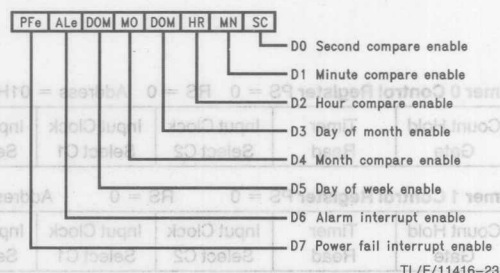 PFe ALe DOM MO DOM HR MN SC
D0 Second compare enable
D1 Minute compare enable
D2 Hour compare enable
D3 Day of month enable
D4 Month compare enable
D5 Day of week enable
D6 Alarm interrupt enable
D7 Power fail interrupt enable
TL/F/11416-23